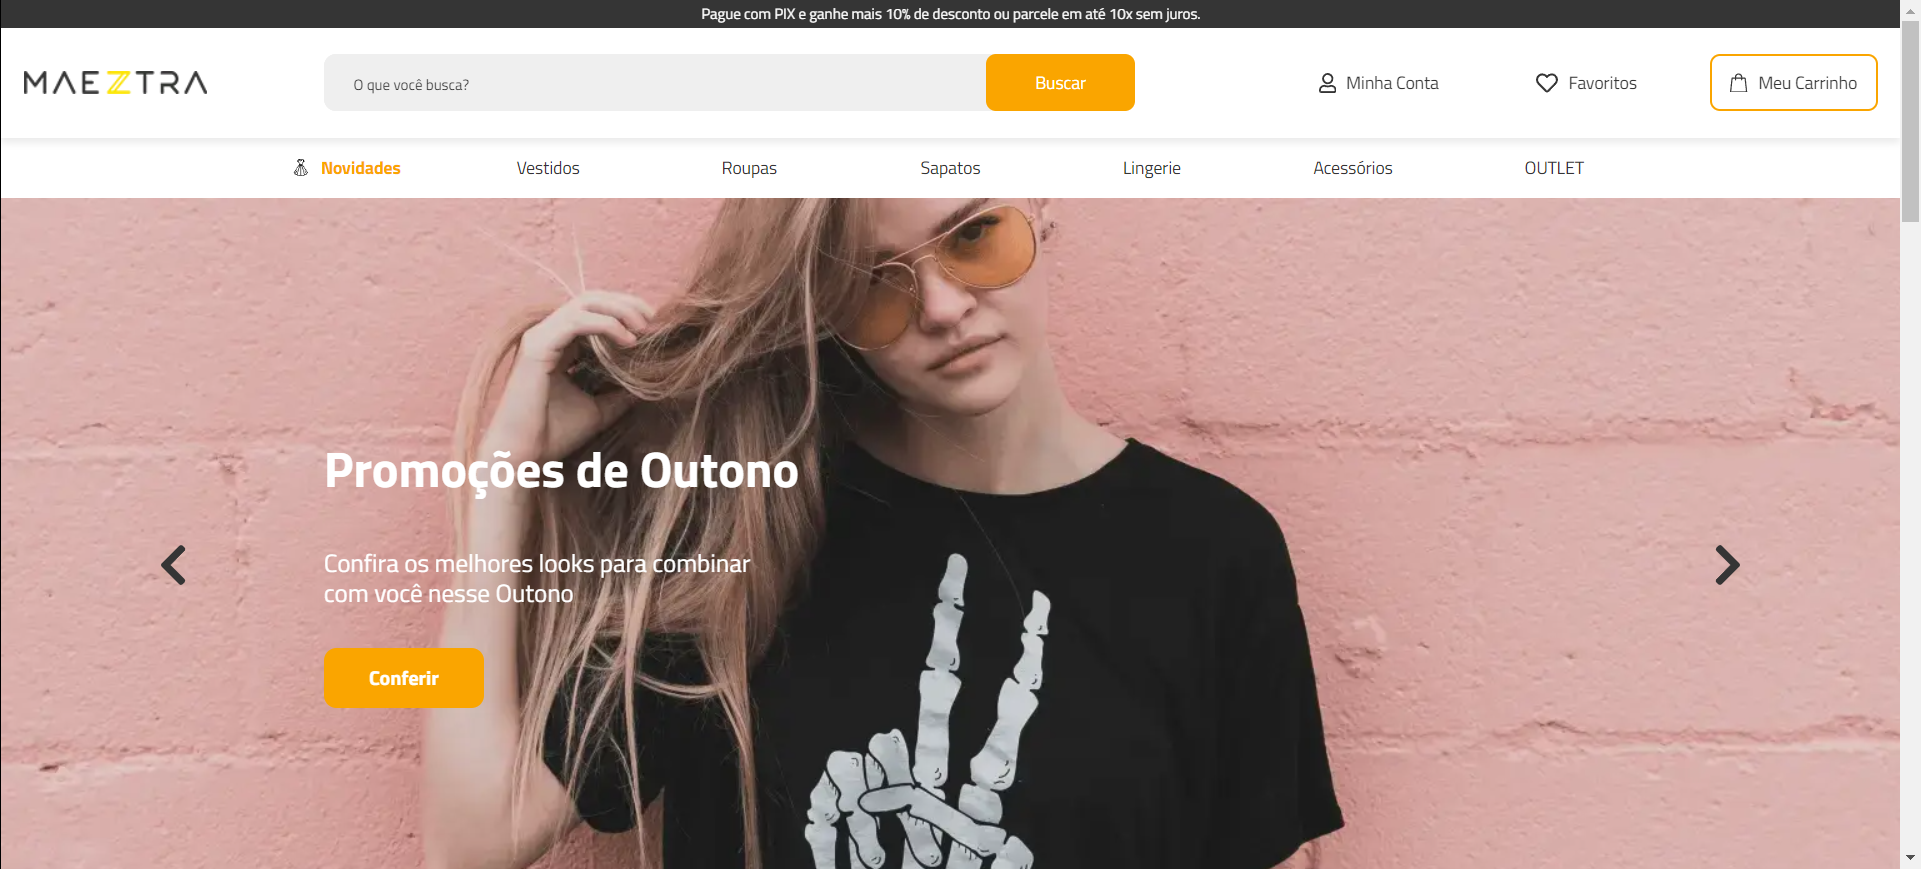 Pague com PIX e ganhe mais 10% de desconto ou parcele em até 10x sem juros.
MAEZTRA
O que você busca?
Buscar
Minha Conta
Favoritos
Meu Carrinho
Novidades
Vestidos
Roupas
Sapatos
Lingerie
Acessórios
OUTLET
Promoções de Outono
Confira os melhores looks para combinar
com você nesse Outono
Conferir